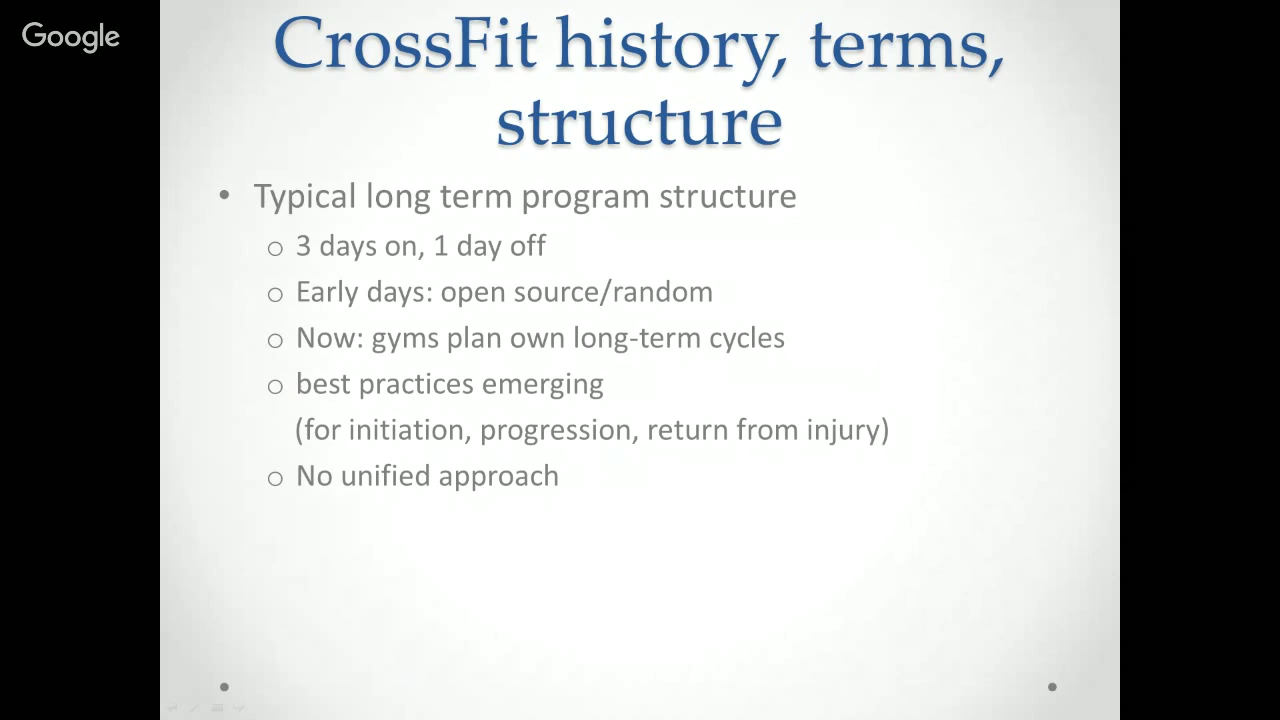 Google
CrossFit history, terms,
structure
• Typical long term program structure
o 3 days on, 1 day off
o Early days: open source/random
o Now: gyms plan own long-term cycles
o best practices emerging
(for initiation, progression, return from injury)
o No unified approach